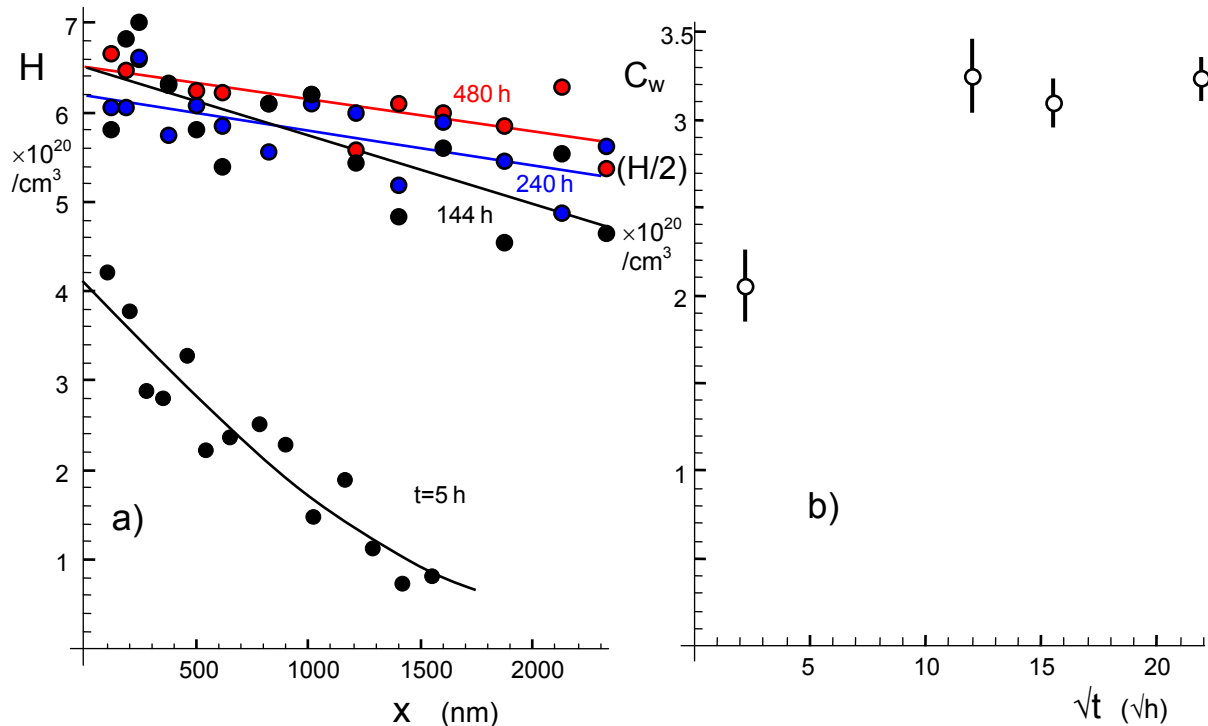 7
H
6
×10²⁰
/cm³
5
4
3
2
1
480 h
240 h
144 h
t=5 h
a)
500
1000
1500
2000
x (nm)
3.5
C_w
3
(H/2)
×10²⁰
/cm³
2
1
b)
5
10
15
20
√t (√h)